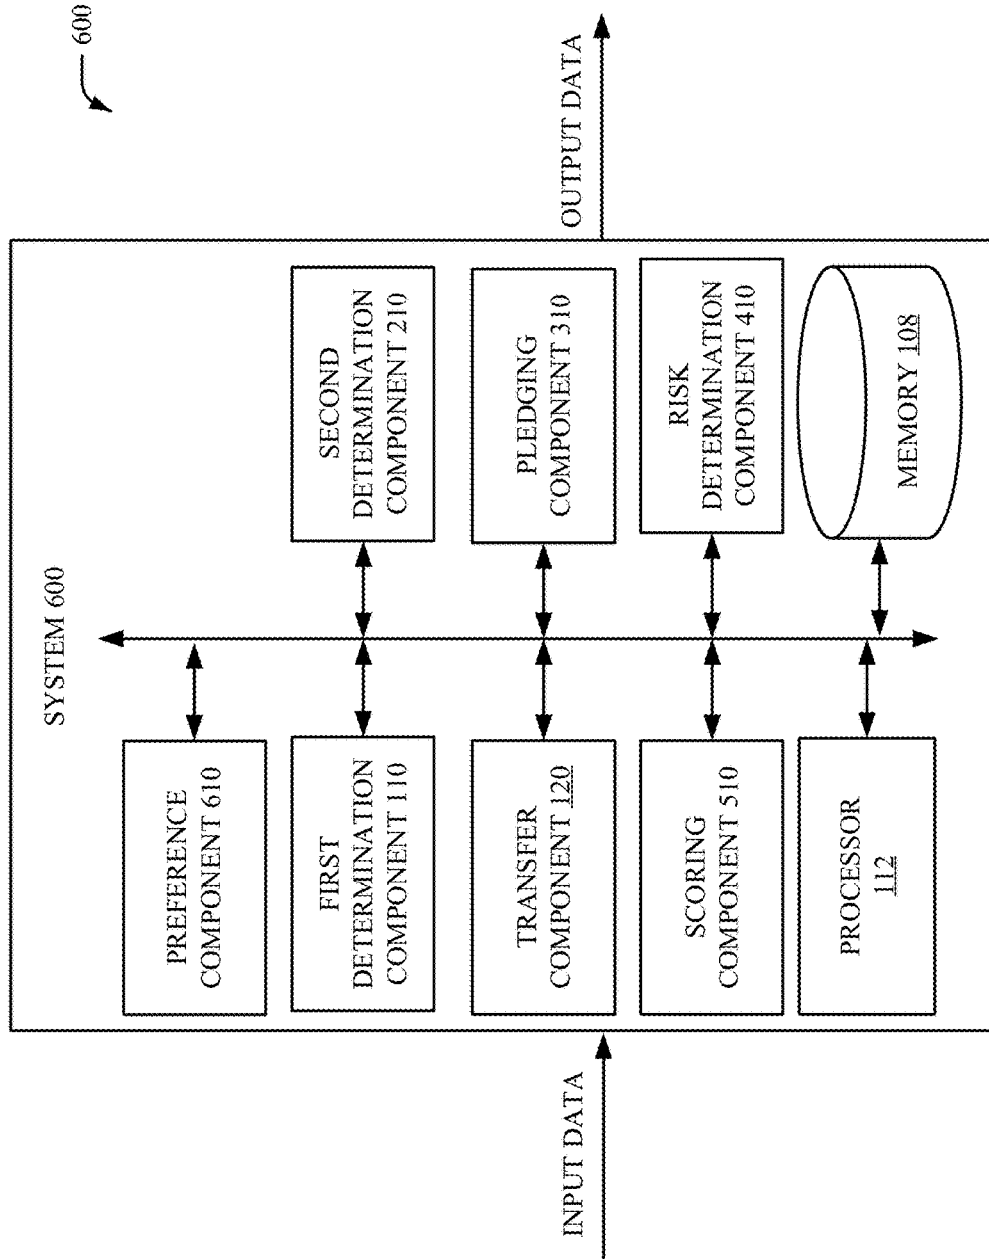 600
SYSTEM 600
PREFERENCE
COMPONENT 610
FIRST
DETERMINATION
COMPONENT 110
SECOND
DETERMINATION
COMPONENT 210
TRANSFER
COMPONENT 120
PLEDGING
COMPONENT 310
SCORING
COMPONENT 510
RISK
DETERMINATION
COMPONENT 410
PROCESSOR
112
MEMORY 108
INPUT DATA
OUTPUT DATA